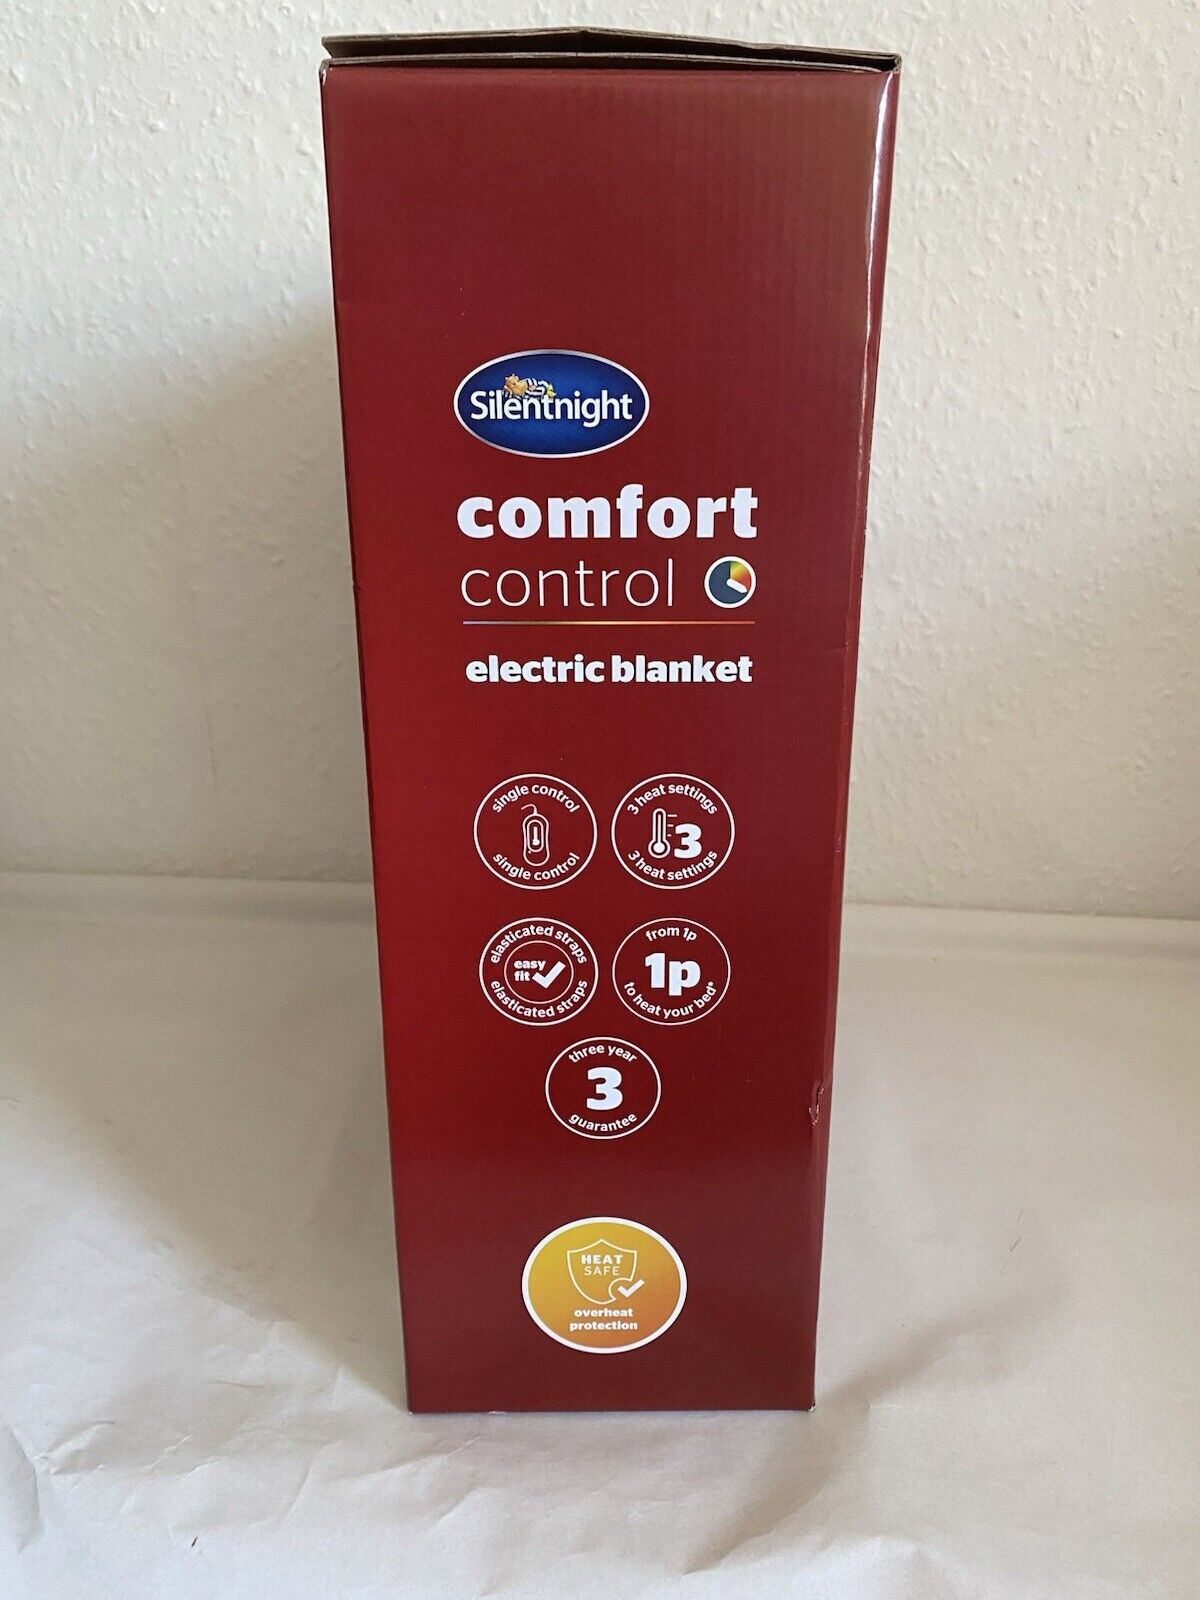 Silentnight
comfort
control
electric blanket
single control
single control
3 heat settings
3
3 heat settings
elasticated straps
easy
fit
elasticated straps
from 1p
1p
to heat your bed*
three year
3
guarantee
HEAT
SAFE
overheat
protection